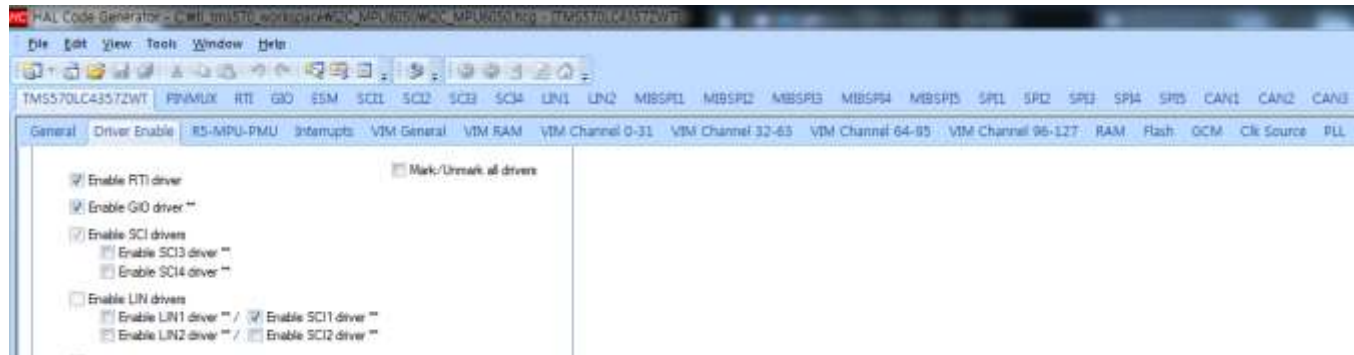 HAL Code Generator - C:\ti_tms570_workspace\I2C_MPU6050\I2C_MPU6050.hcg - [TMS570LC4357ZWT]
File Edit View Tools Window Help
TMS570LC4357ZWT PINMUX RTI GIO ESM SCI1 SCI2 SCI3 SCI4 LIN1 LIN2 MIBSPI1 MIBSPI2 MIBSPI3 MIBSPI4 MIBSPI5 SPI1 SPI2 SPI3 SPI4 SPI5 CAN1 CAN2 CAN3
General Driver Enable R5-MPU-PMU Interrupts VIM General VIM RAM VIM Channel 0-31 VIM Channel 32-63 VIM Channel 64-95 VIM Channel 96-127 RAM Flash GCM Clk Source PLL
Mark/Unmark all drivers
Enable RTI driver
Enable GIO driver **
Enable SCI drivers
Enable SCI3 driver **
Enable SCI4 driver **
Enable LIN drivers
Enable LIN1 driver ** / Enable SCI1 driver **
Enable LIN2 driver ** / Enable SCI2 driver **